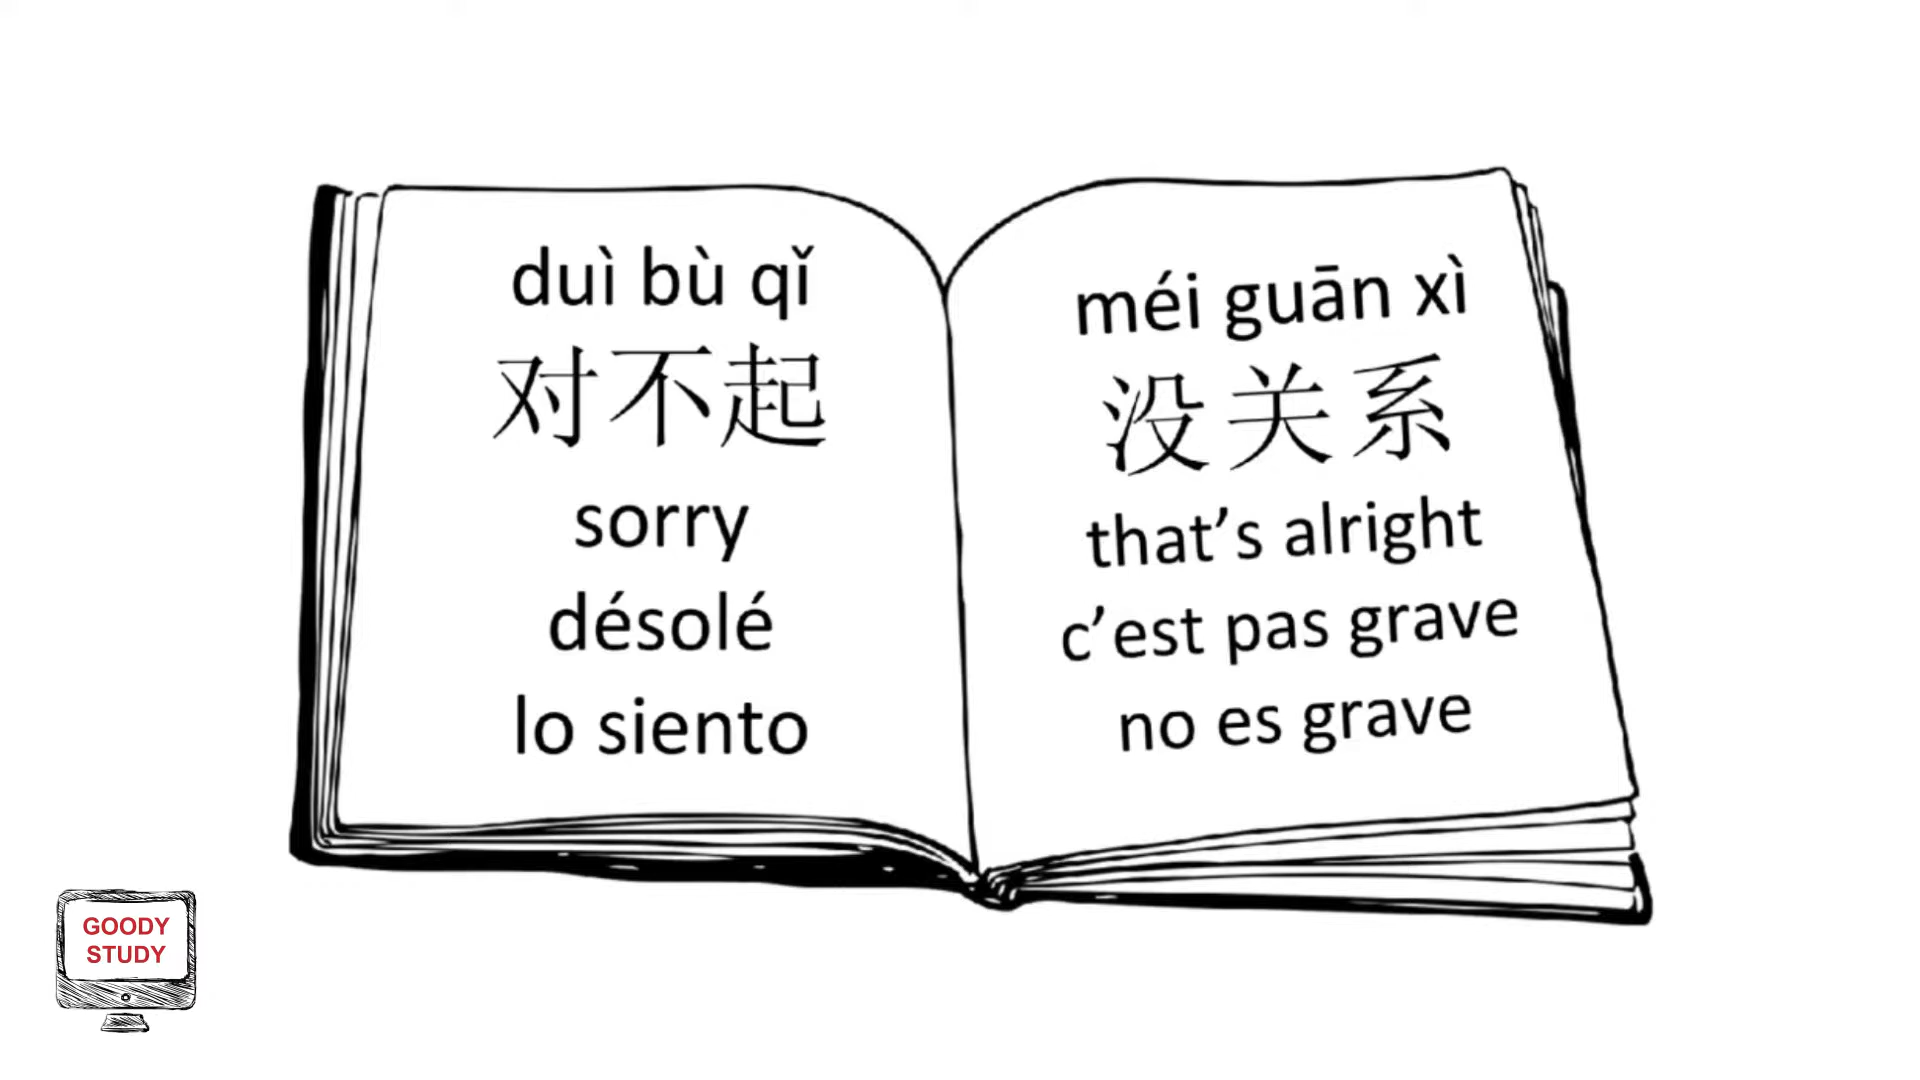 duì bù qǐ
对不起
sorry
désolé
lo siento
méi guān xì
没关系
that’s alright
c’est pas grave
no es grave
GOODY
STUDY